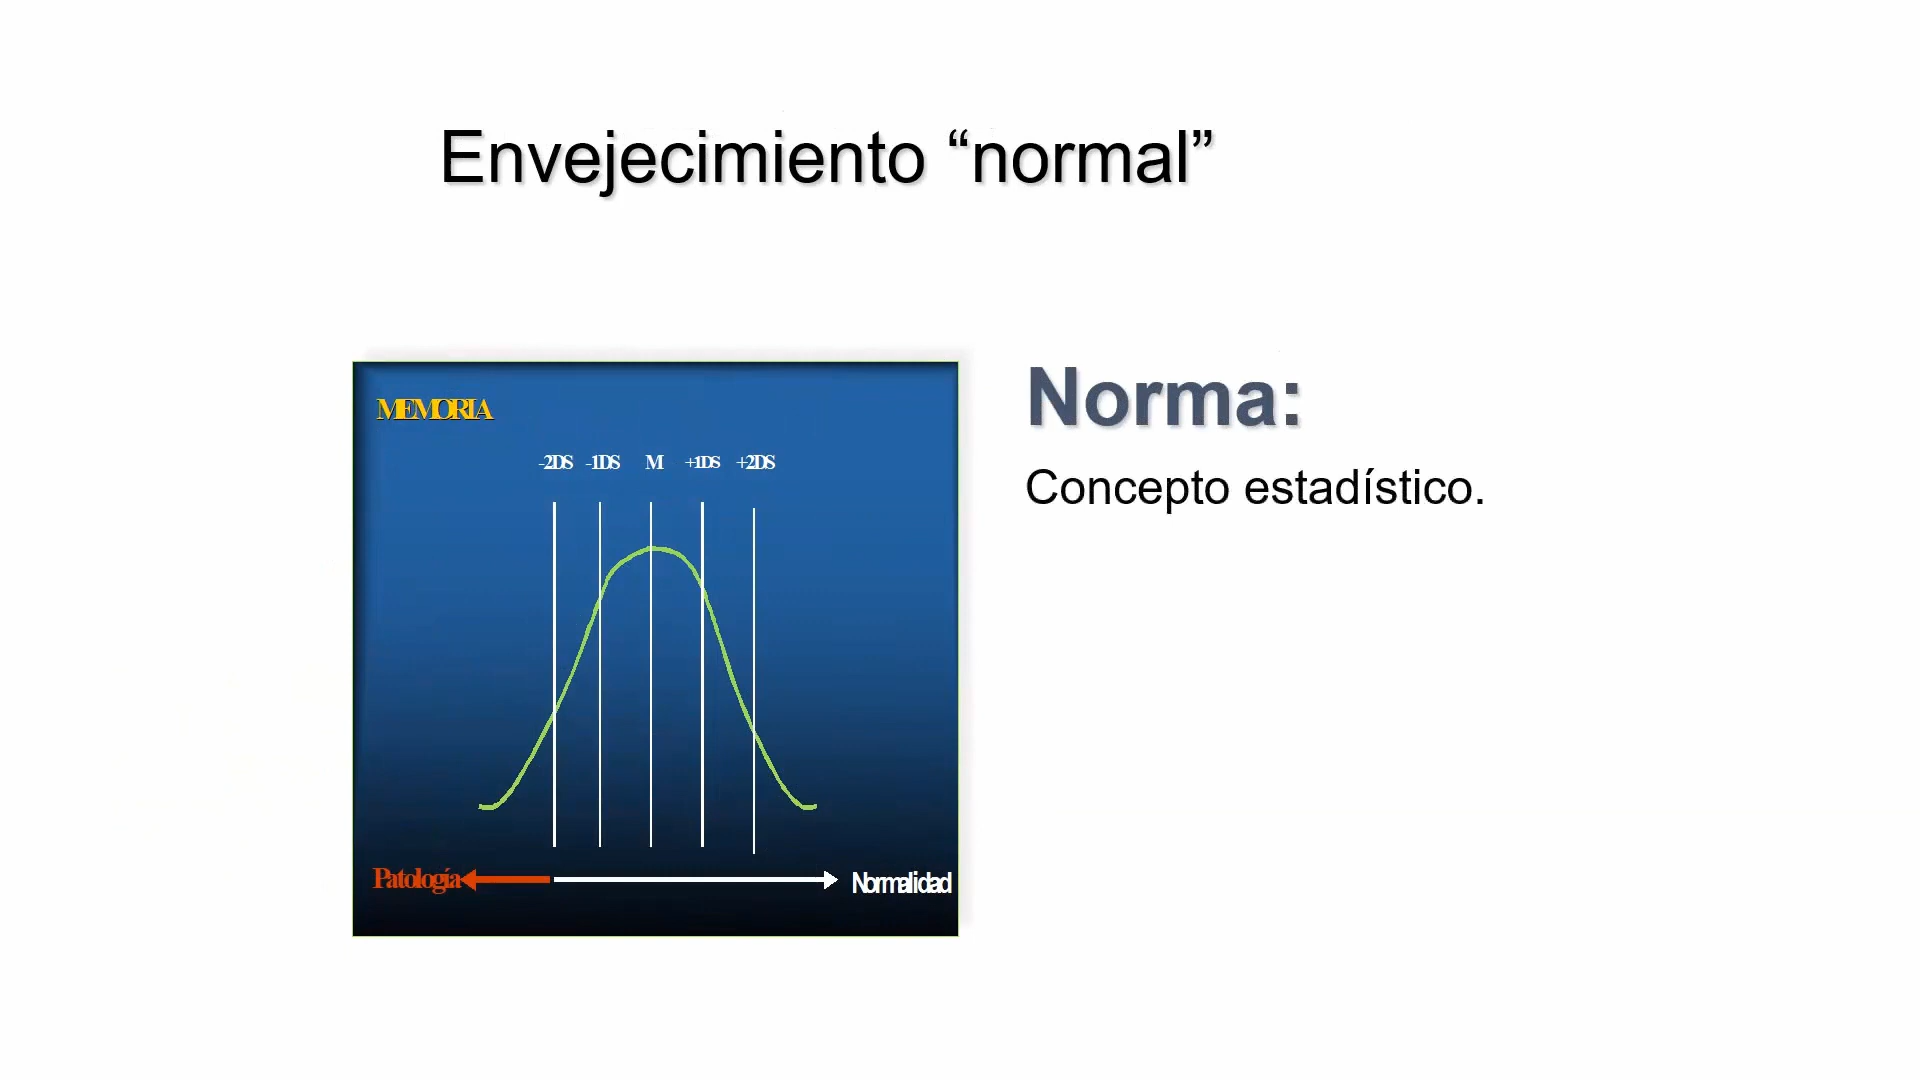 Envejecimiento “normal”
MEMORIA
-2DS -1DS M +1DS +2DS
Patología Normalidad
Norma:
Concepto estadístico.